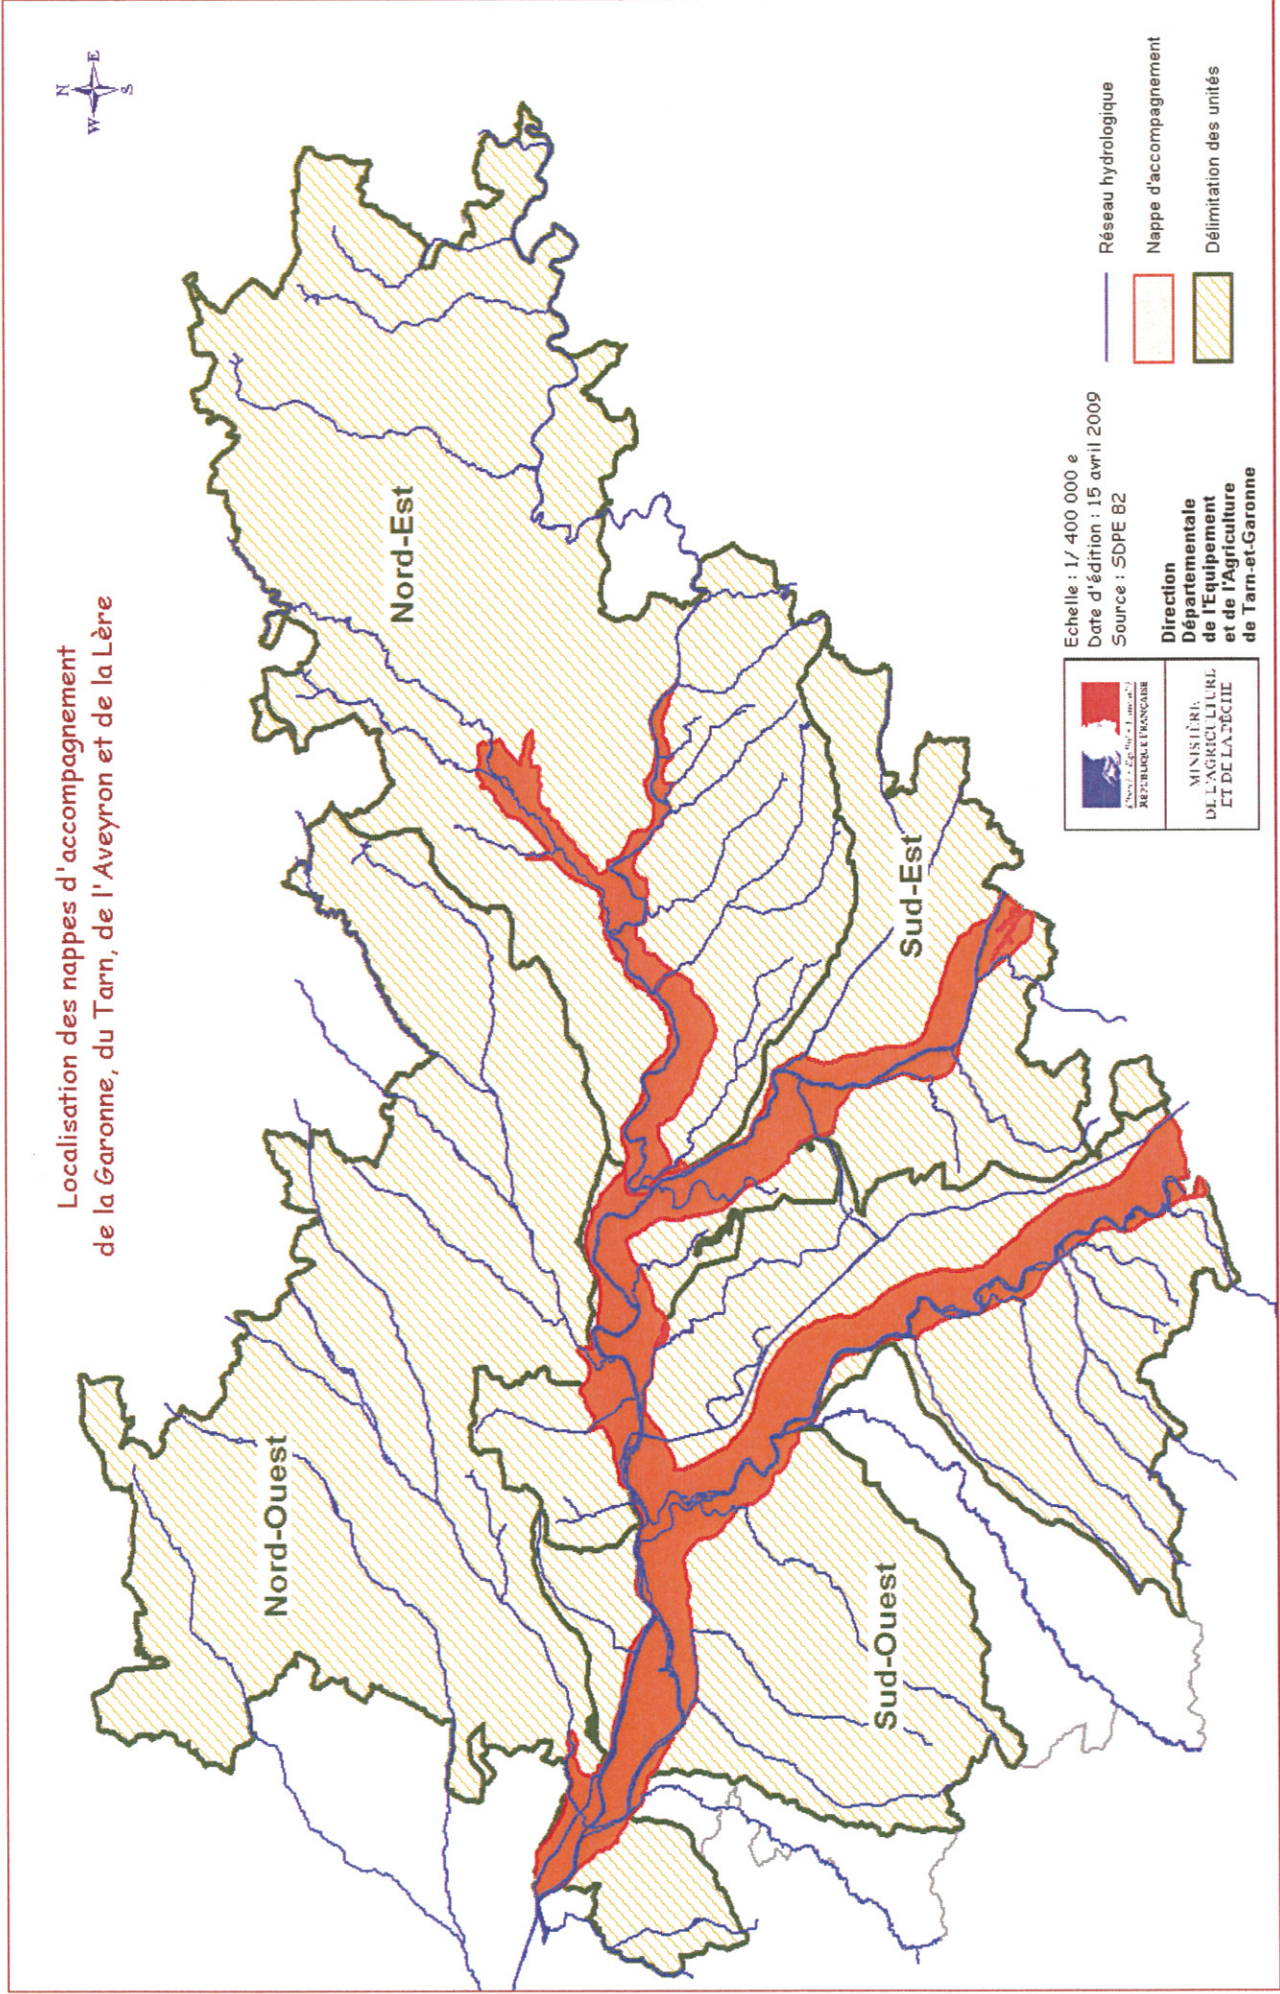 Localisation des nappes d'accompagnement
de la Garonne, du Tarn, de l'Aveyron et de la Lère
N
W
E
S
Nord-Ouest
Nord-Est
Sud-Est
Sud-Ouest
RÉPUBLIQUE FRANÇAISE
MINISTÈRE
DE L'AGRICULTURE
ET DE LA PÊCHE
Echelle : 1/ 400 000 e
Date d'édition : 15 avril 2009
Source : SDPE B2
Direction
Départementale
de l'Equipement
et de l'Agriculture
de Tarn-et-Garonne
Réseau hydrologique
Nappe d'accompagnement
Délimitation des unités